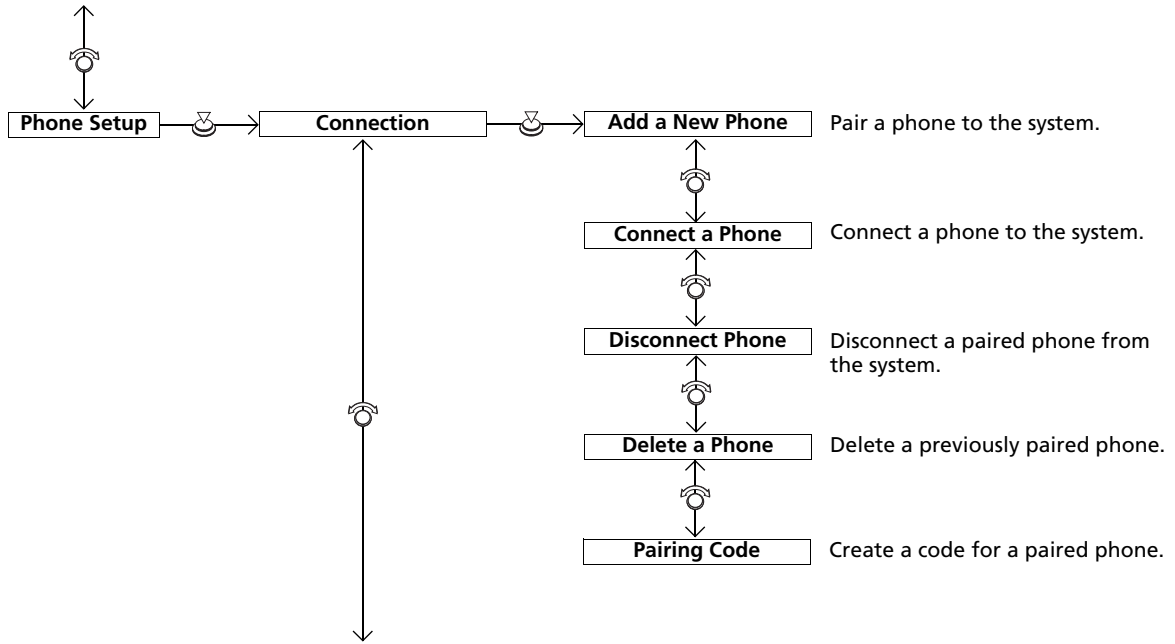 Phone Setup
Connection
Add a New Phone
Pair a phone to the system.
Connect a Phone
Connect a phone to the system.
Disconnect Phone
Disconnect a paired phone from
the system.
Delete a Phone
Delete a previously paired phone.
Pairing Code
Create a code for a paired phone.